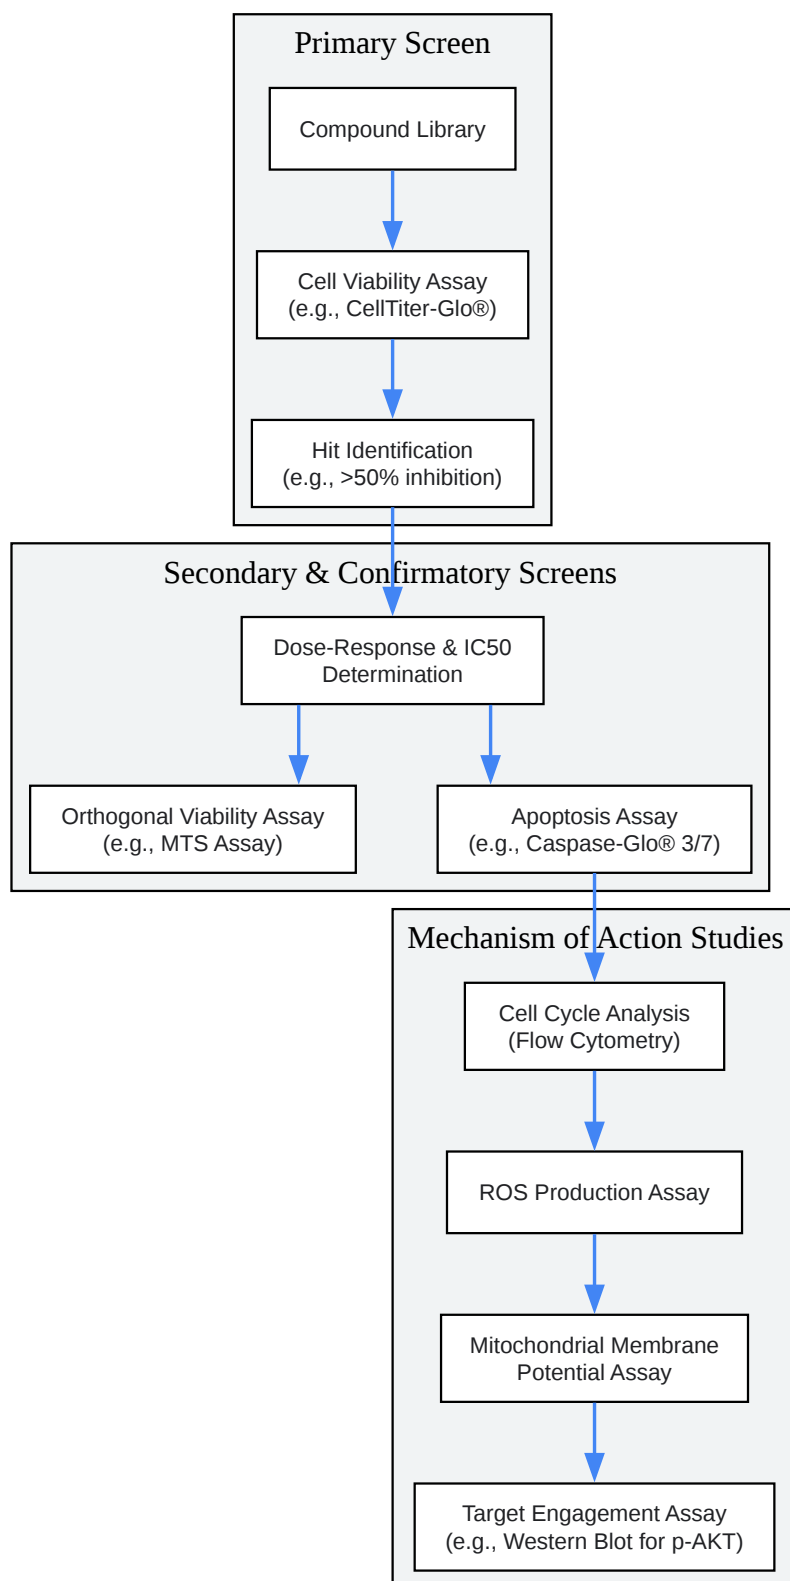 Primary Screen
Compound Library
Cell Viability Assay
(e.g., CellTiter-Glo®)
Hit Identification
(e.g., >50% inhibition)
Secondary & Confirmatory Screens
Dose-Response & IC50
Determination
Orthogonal Viability Assay
(e.g., MTS Assay)
Apoptosis Assay
(e.g., Caspase-Glo® 3/7)
Mechanism of Action Studies
Cell Cycle Analysis
(Flow Cytometry)
ROS Production Assay
Mitochondrial Membrane
Potential Assay
Target Engagement Assay
(e.g., Western Blot for p-AKT)